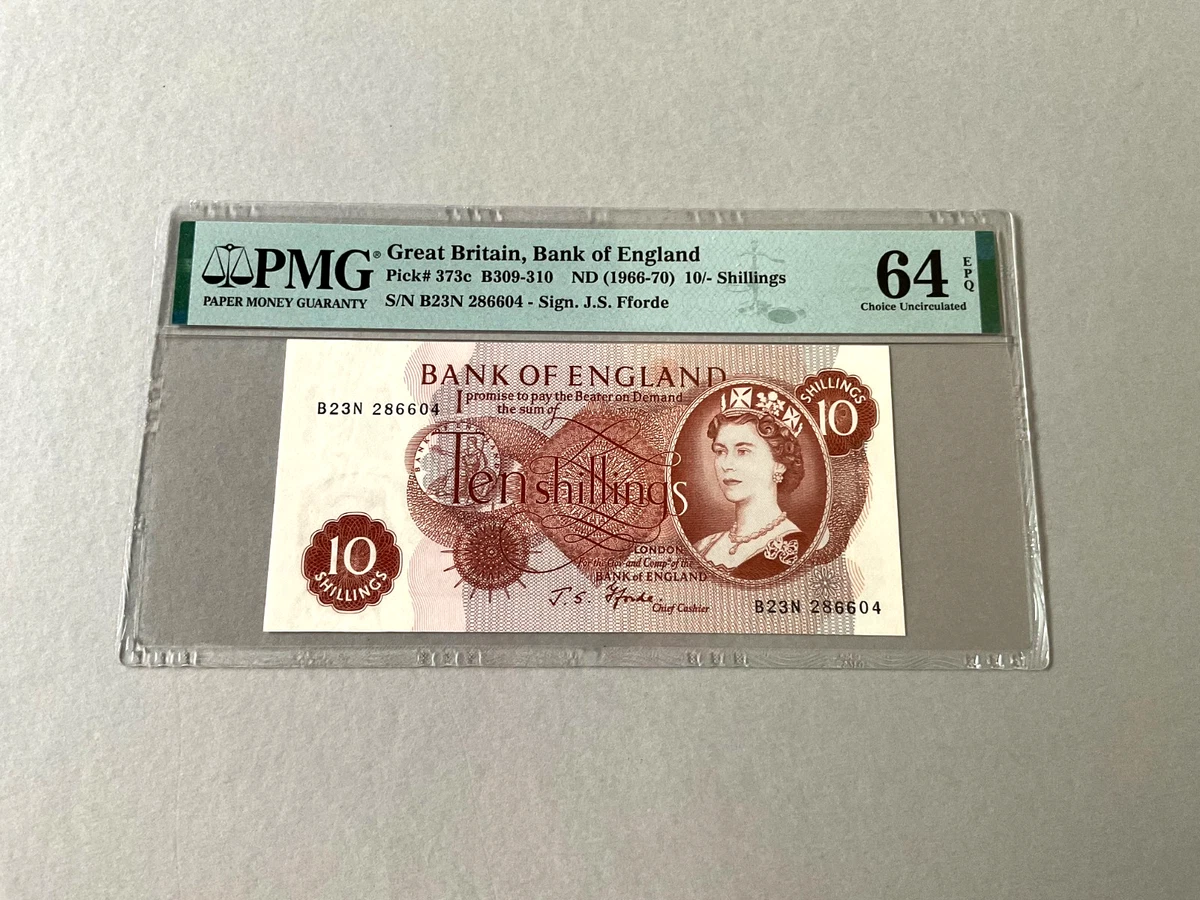 PMG®
PAPER MONEY GUARANTY
Great Britain, Bank of England
Pick# 373c B309-310 ND (1966-70) 10/- Shillings
S/N B23N 286604 - Sign. J.S. Fforde
64
EPQ
Choice Uncirculated
BANK OF ENGLAND
I promise to pay the Bearer on Demand
the sum of
Ten shillings
B23N 286604
SHILLINGS
10
BANK
10
SHILLINGS
LONDON
For the Govr and Compa of the
BANK of ENGLAND
J.S. Fforde.
Chief Cashier
B23N 286604